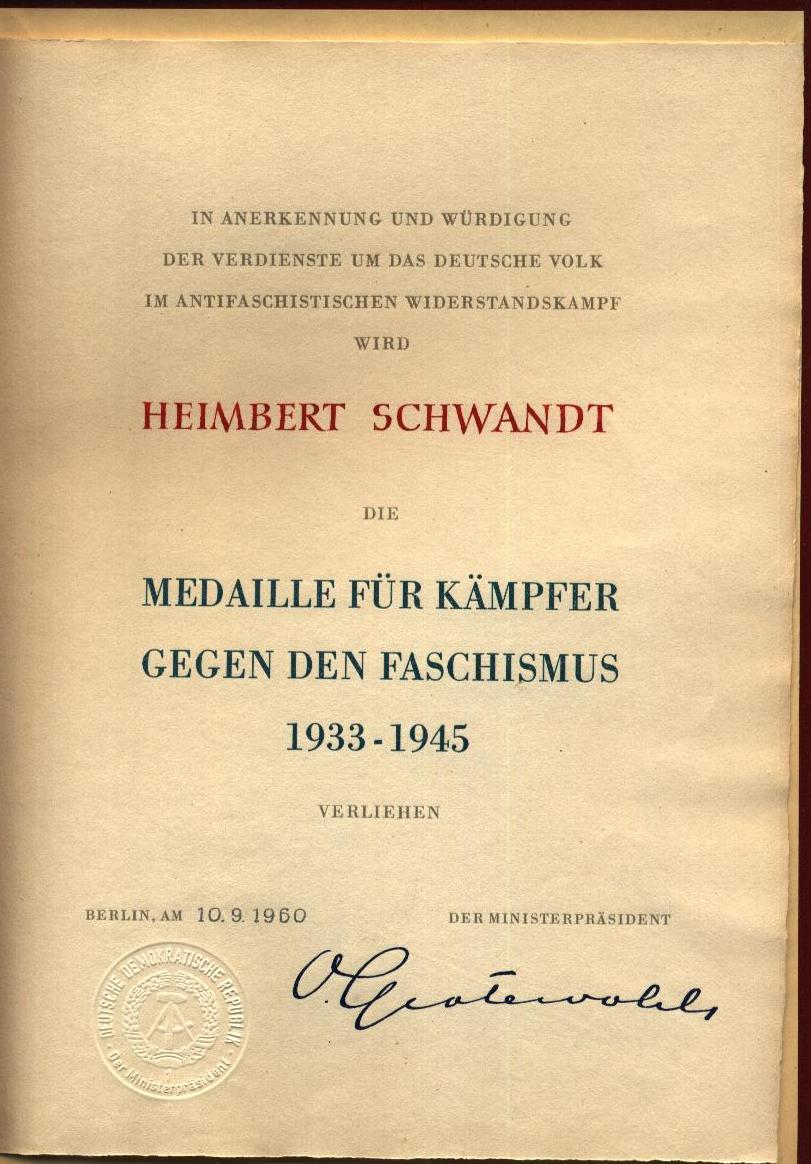 IN ANERKENNUNG UND WÜRDIGUNG
DER VERDIENSTE UM DAS DEUTSCHE VOLK
IM ANTIFASCHISTISCHEN WIDERSTANDSKAMPF
WIRD
HEIMBERT SCHWANDT
DIE
MEDAILLE FÜR KÄMPFER
GEGEN DEN FASCHISMUS
1933-1945
VERLIEHEN
BERLIN, AM 10.9.1960
DER MINISTERPRÄSIDENT
O. Grotewohl
DEUTSCHE DEMOKRATISCHE REPUBLIK
· Der Ministerpräsident ·